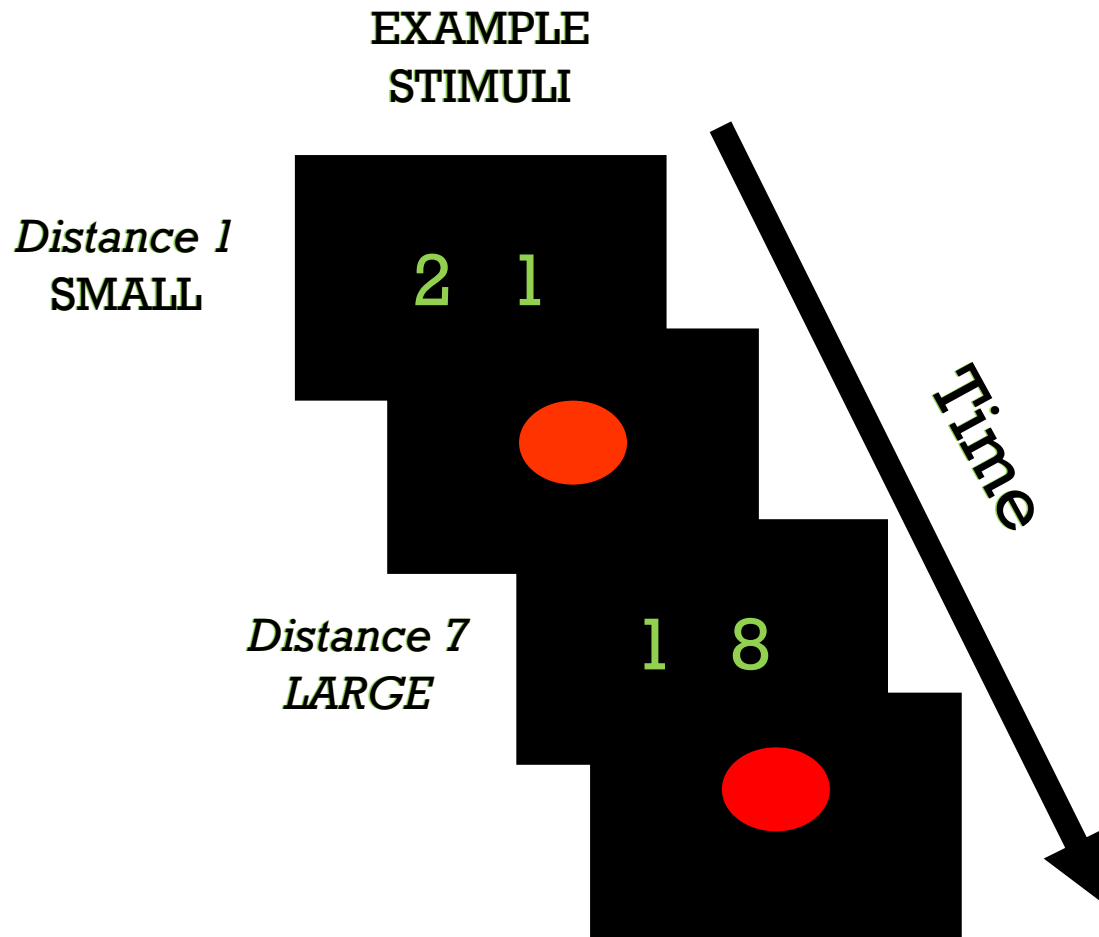 EXAMPLE
STIMULI
Distance 1
SMALL
2 1
Time
Distance 7
LARGE
1 8